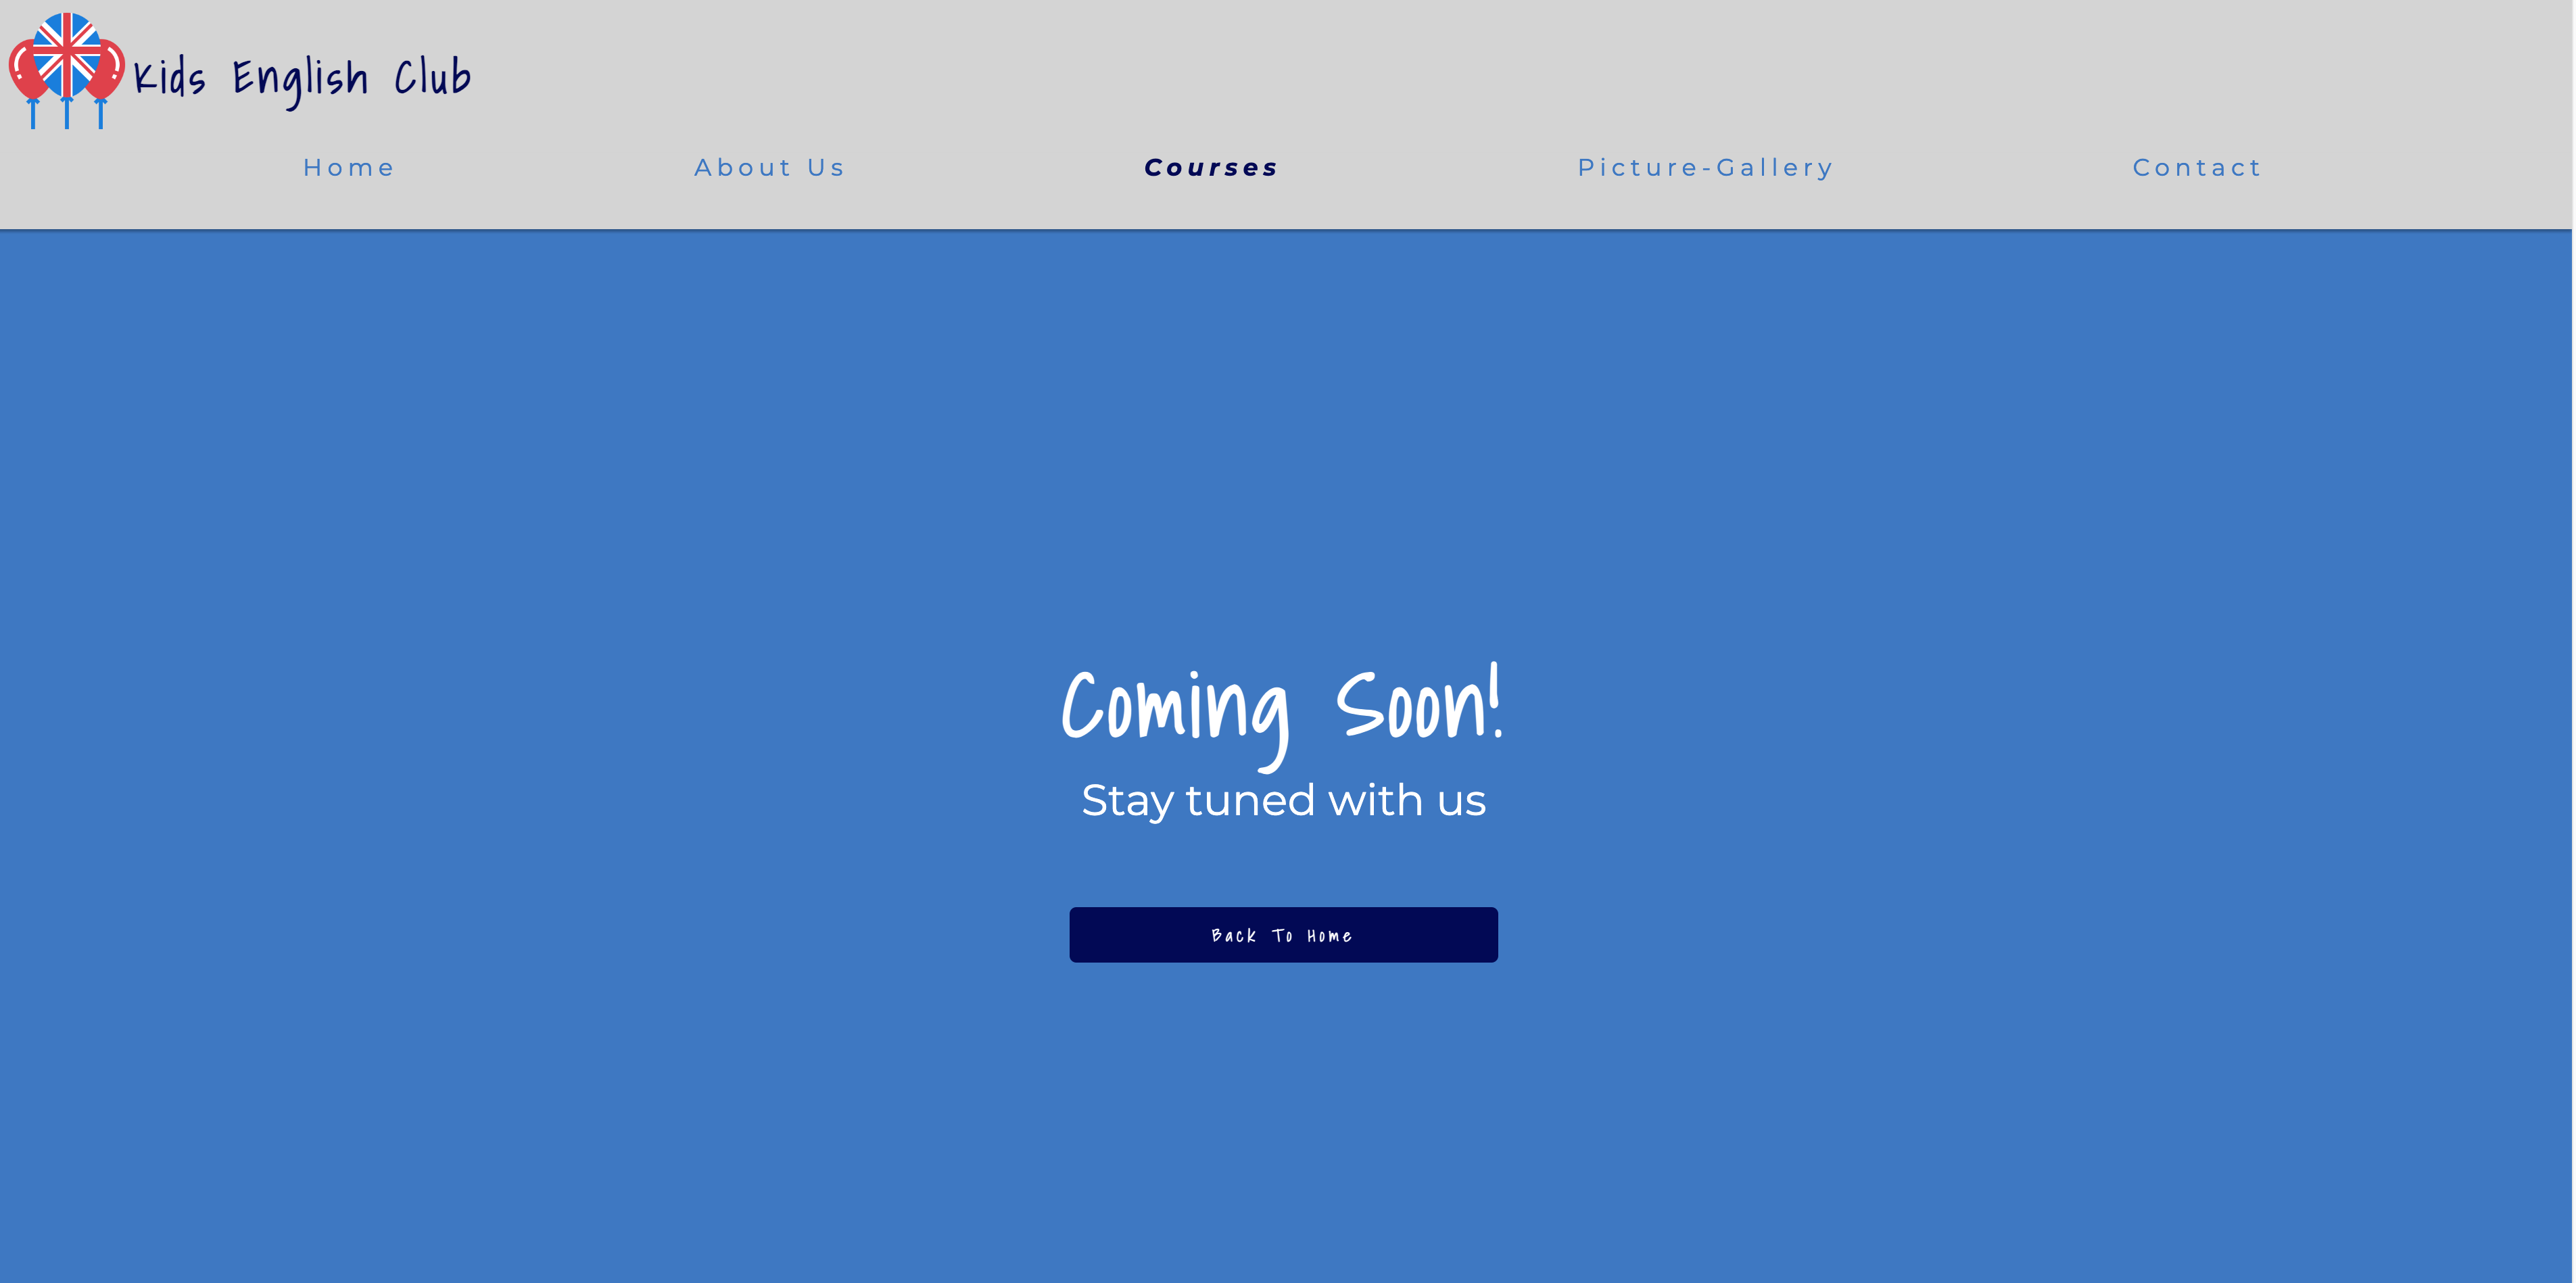 Kids English Club
Home About Us Courses Picture-Gallery Contact
Coming Soon!
Stay tuned with us
Back To Home